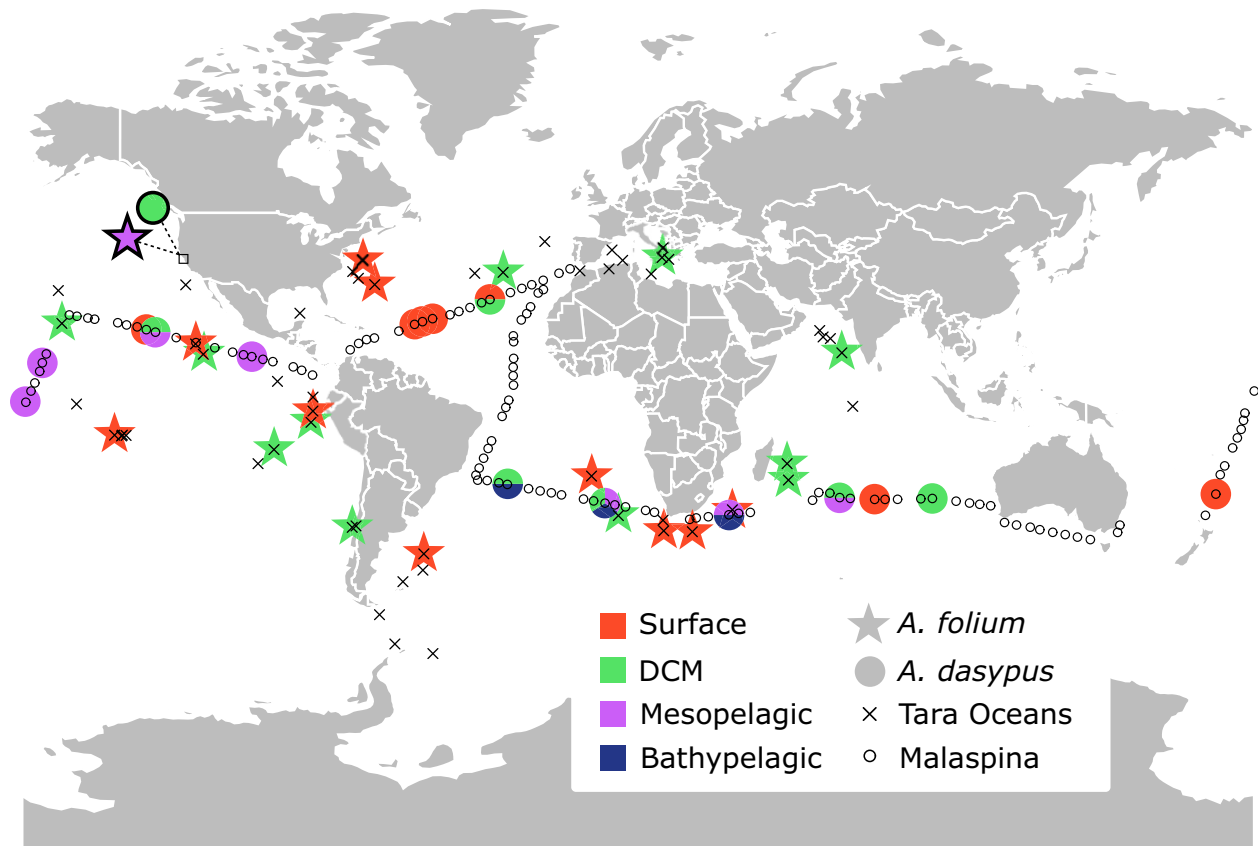 Surface
DCM
Mesopelagic
Bathypelagic
A. folium
A. dasypus
Tara Oceans
Malaspina